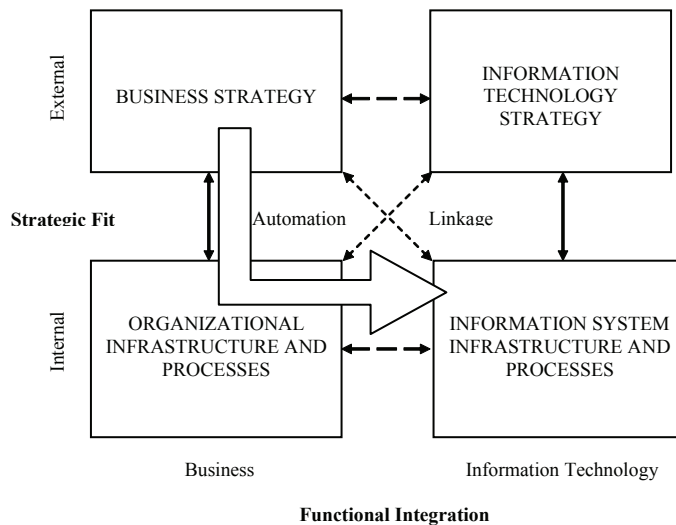 External
BUSINESS STRATEGY
INFORMATION
TECHNOLOGY
STRATEGY
Strategic Fit
Automation
Linkage
Internal
ORGANIZATIONAL
INFRASTRUCTURE AND
PROCESSES
INFORMATION SYSTEM
INFRASTRUCTURE AND
PROCESSES
Business
Information Technology
Functional Integration